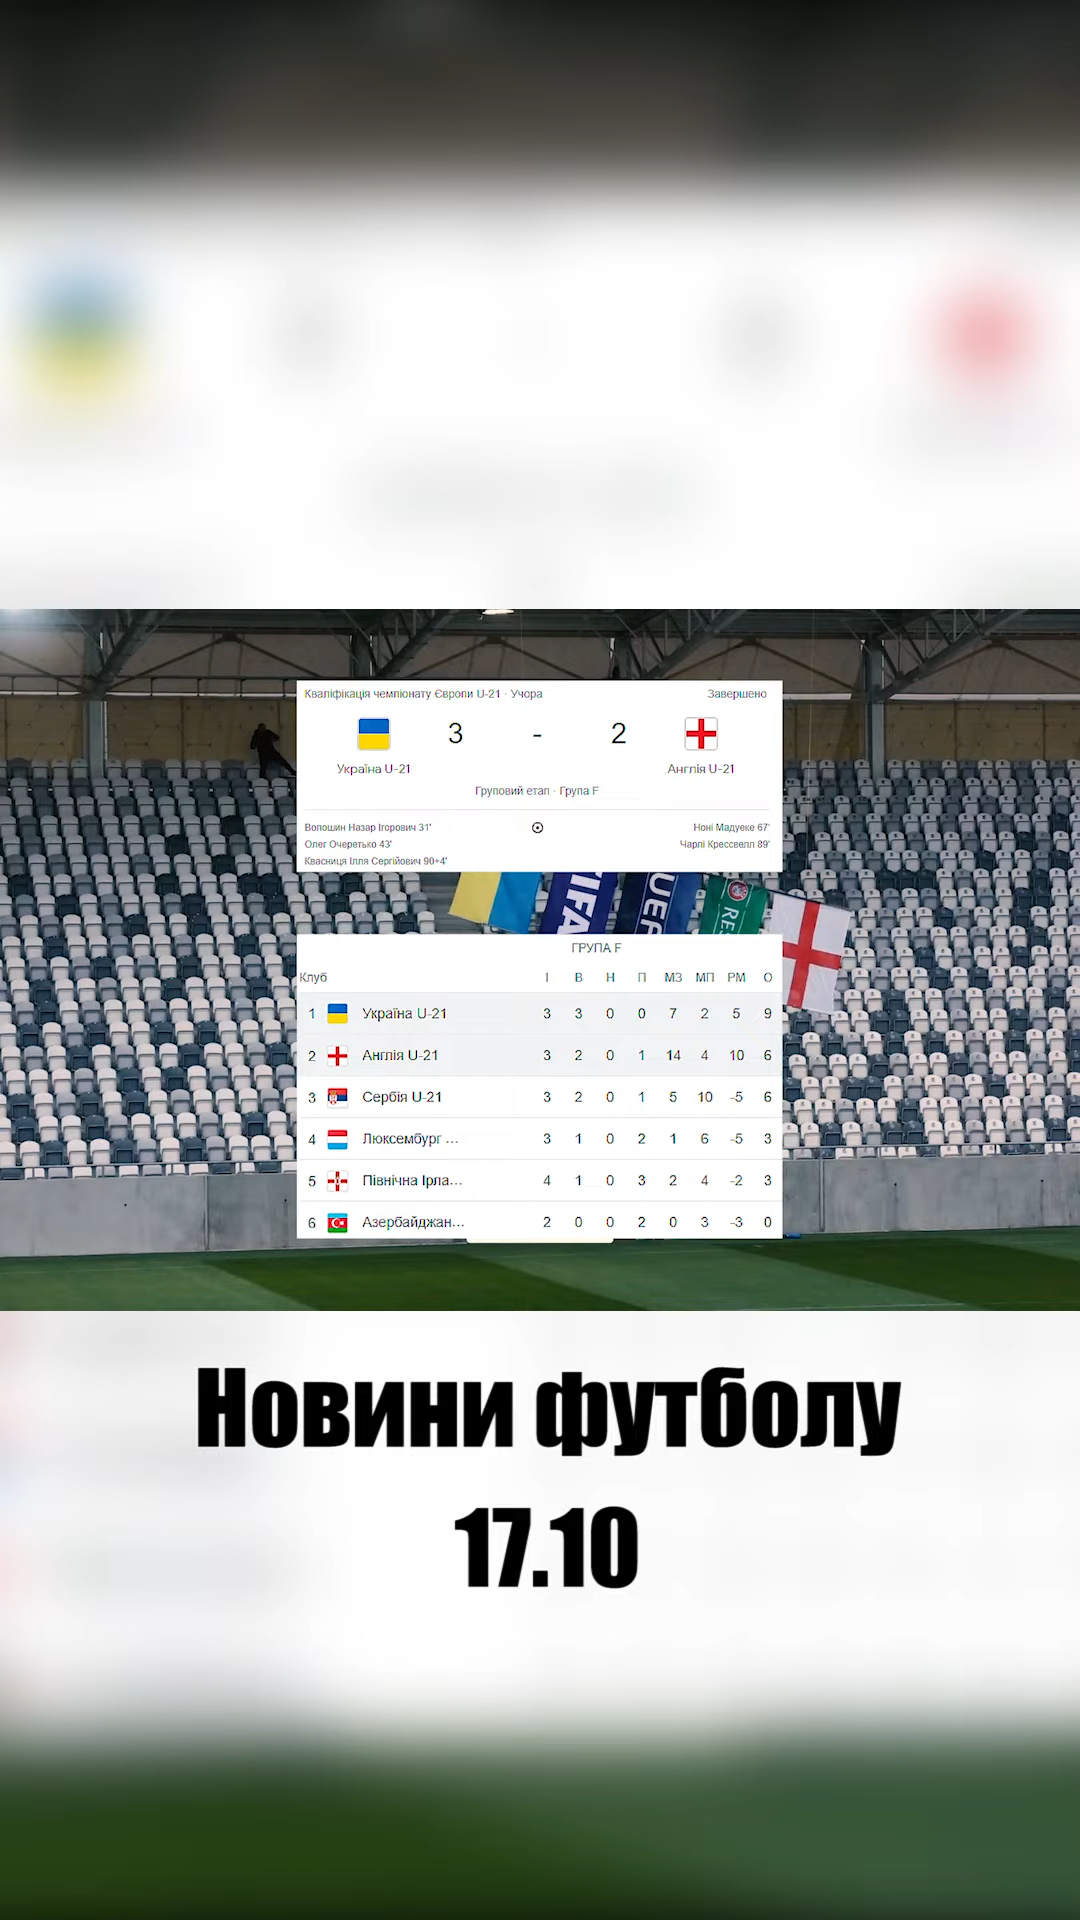 Кваліфікація чемпіонату Європи U-21 · Учора Завершено
3 - 2
Україна U-21 Англія U-21
Груповий етап · Група F
Волошин Назар Ігорович 31' Ноні Мадуеке 67'
Олег Очеретько 43' Чарлі Крессвелл 89'
Квасниця Ілля Сергійович 90+4'
FIFA UEFA RES
ГРУПА F
Клуб І В Н П МЗ МП РМ О
1 Україна U-21 3 3 0 0 7 2 5 9
2 Англія U-21 3 2 0 1 14 4 10 6
3 Сербія U-21 3 2 0 1 5 10 -5 6
4 Люксембург ... 3 1 0 2 1 6 -5 3
5 Північна Ірла... 4 1 0 3 2 4 -2 3
6 Азербайджан... 2 0 0 2 0 3 -3 0
Новини футболу
17.10